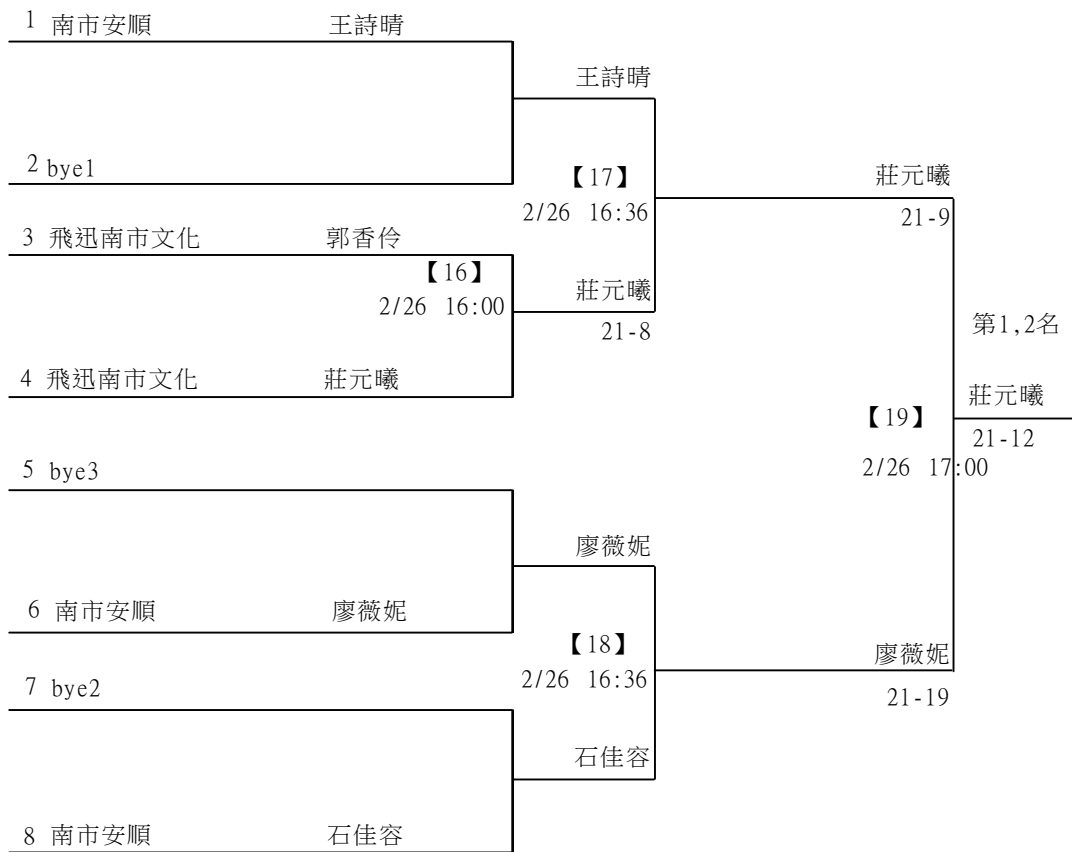 1 南市安順 王詩晴
王詩晴
2 bye1
【17】
莊元曦
2/26 16:36
21-9
3 飛迅南市文化 郭香伶
【16】
莊元曦
2/26 16:00
21-8
第1,2名
4 飛迅南市文化 莊元曦
莊元曦
【19】
21-12
2/26 17:00
5 bye3
廖薇妮
6 南市安順 廖薇妮
【18】
廖薇妮
2/26 16:36
7 bye2
21-19
石佳容
8 南市安順 石佳容